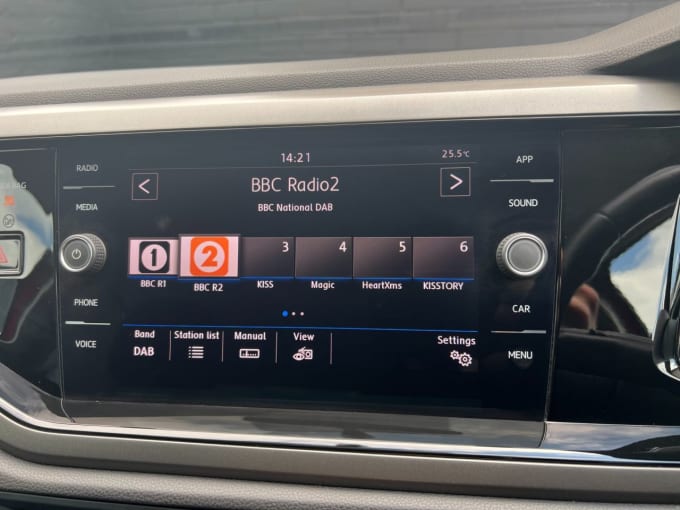 RADIO
MEDIA
PHONE
VOICE
14:21
25.5℃
BBC Radio2
BBC National DAB
1
2
3
4
5
6
BBC R1
BBC R2
KISS
Magic
HeartXms
KISSTORY
Band
DAB
Station list
Manual
View
Settings
APP
SOUND
CAR
MENU
BAG